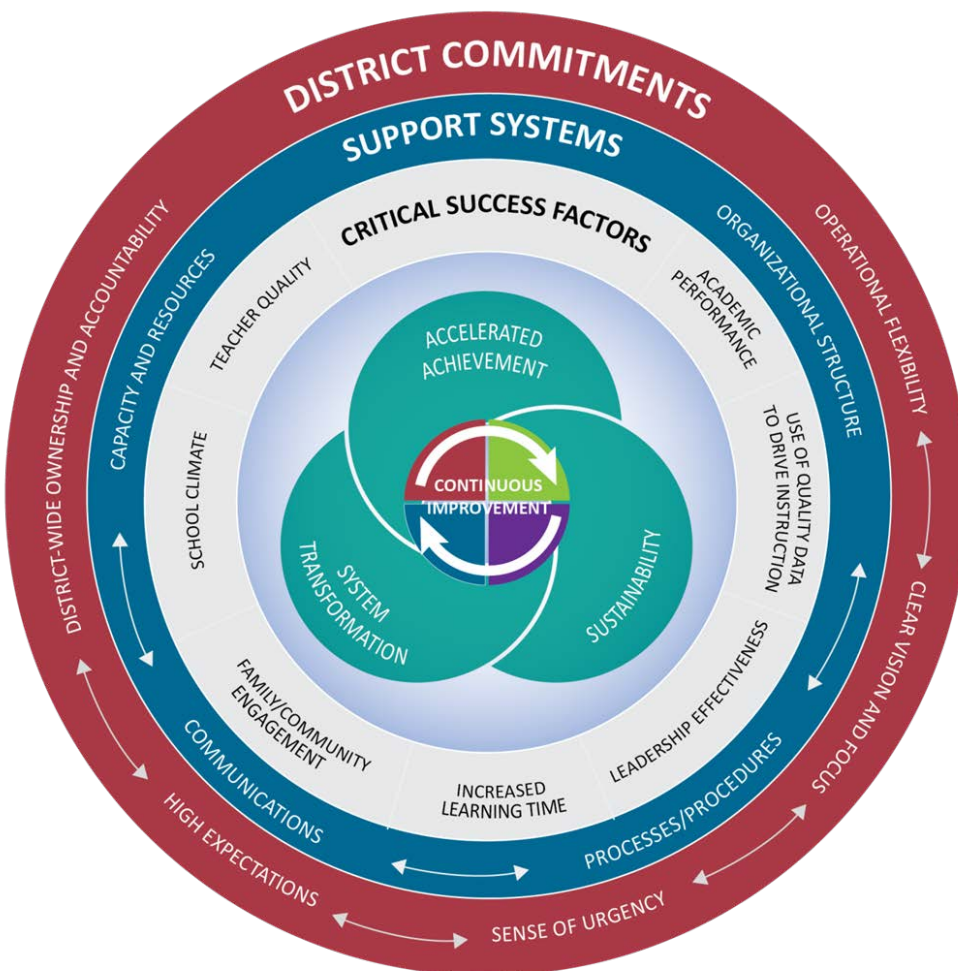 DISTRICT COMMITMENTS
OPERATIONAL FLEXIBILITY
CLEAR VISION AND FOCUS
SENSE OF URGENCY
HIGH EXPECTATIONS
DISTRICT-WIDE OWNERSHIP AND ACCOUNTABILITY
SUPPORT SYSTEMS
ORGANIZATIONAL STRUCTURE
PROCESSES/PROCEDURES
COMMUNICATIONS
CAPACITY AND RESOURCES
CRITICAL SUCCESS FACTORS
ACADEMIC
PERFORMANCE
USE OF QUALITY DATA
TO DRIVE INSTRUCTION
LEADERSHIP EFFECTIVENESS
INCREASED
LEARNING TIME
FAMILY/COMMUNITY
ENGAGEMENT
SCHOOL CLIMATE
TEACHER QUALITY
ACCELERATED
ACHIEVEMENT
SUSTAINABILITY
SYSTEM
TRANSFORMATION
CONTINUOUS
IMPROVEMENT